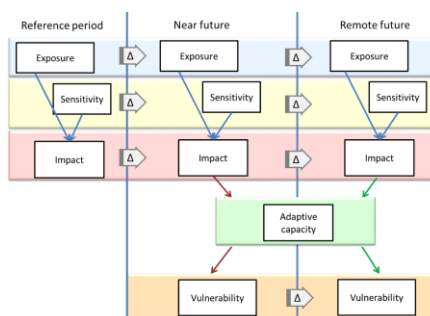 Reference period Near future Remote future
Exposure Δ Exposure Δ Exposure
Sensitivity Δ Sensitivity Δ Sensitivity
Impact Δ Impact Δ Impact
Adaptive
capacity
Vulnerability Δ Vulnerability